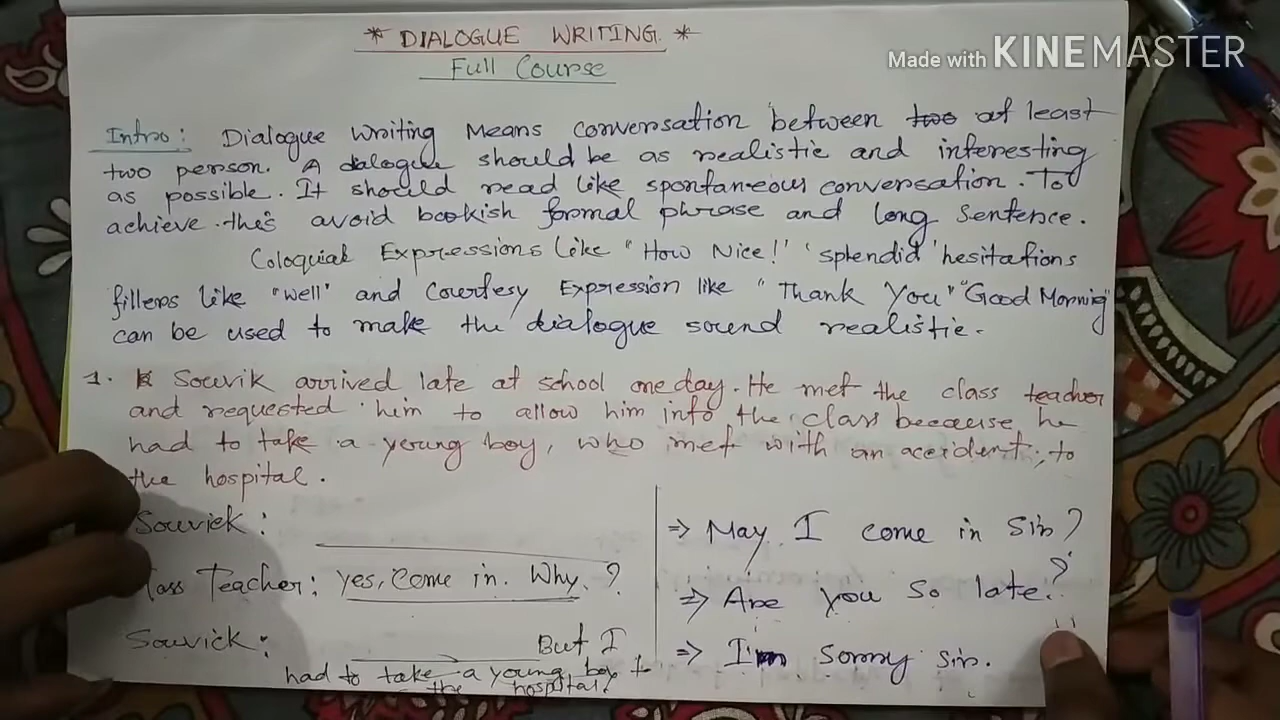 * DIALOGUE WRITING. *
Full Course
Made with KINEMASTER
Intro: Dialogue Writing Means conversation between two at least
two person. A dalogue should be as realistic and interesting
as possible. It should read like spontaneous conversation. To
achieve this avoid bookish formal phrase and long sentence.
Coloquial Expressions like "How Nice!' 'splendid' hesitations
fillers like "well" and Courtesy Expression like "Thank You" "Good Morning"
can be used to make the dialogue sound realistic.
1. Souvik arrived late at school one day. He met the class teacher
and requested him to allow him into the class because he
had to take a young boy, who met with an accident, to
the hospital.
Souvick:
⇒ May I come in Sir?
lass Teacher: Yes, Come in. Why. ?
⇒ Are you so late?
Souvick: But I
had to take a young boy to
the hospital.
⇒ I'm sorry sir.